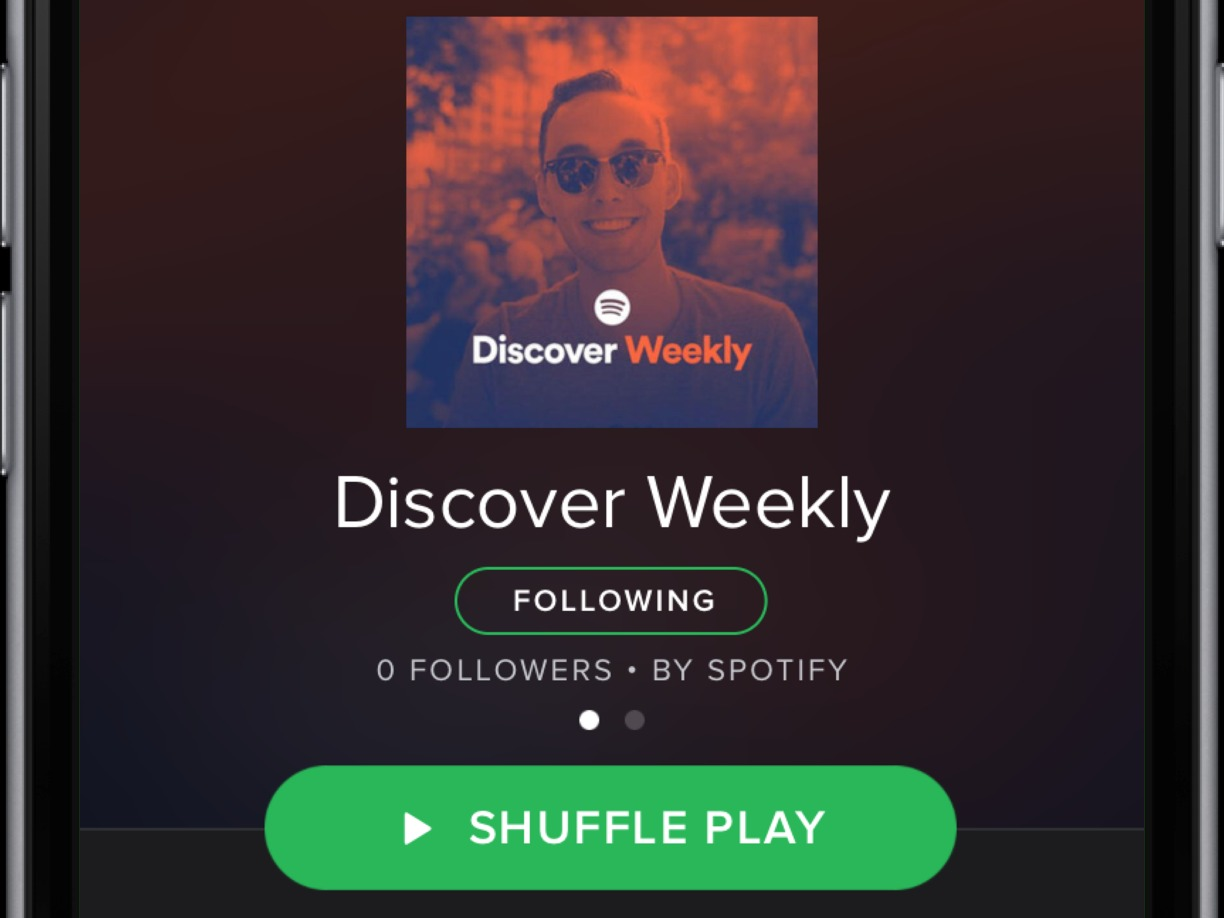 Discover Weekly
Discover Weekly
FOLLOWING
0 FOLLOWERS • BY SPOTIFY
SHUFFLE PLAY